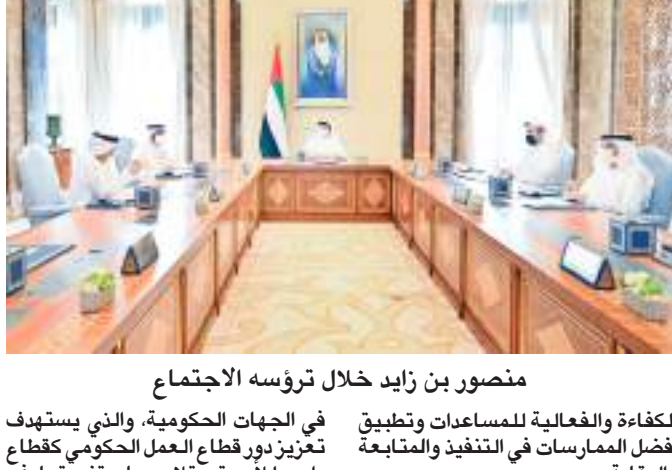 منصور بن زايد خلال ترؤسه الاجتماع
لكفاءة والفعالية للمساعدات وتطبيق
فضل الممارسات في التنفيذ والمتابعة
في الجهات الحكومية، والذي يستهدف
تعزيز دور قطاع العمل الحكومي كقطاع